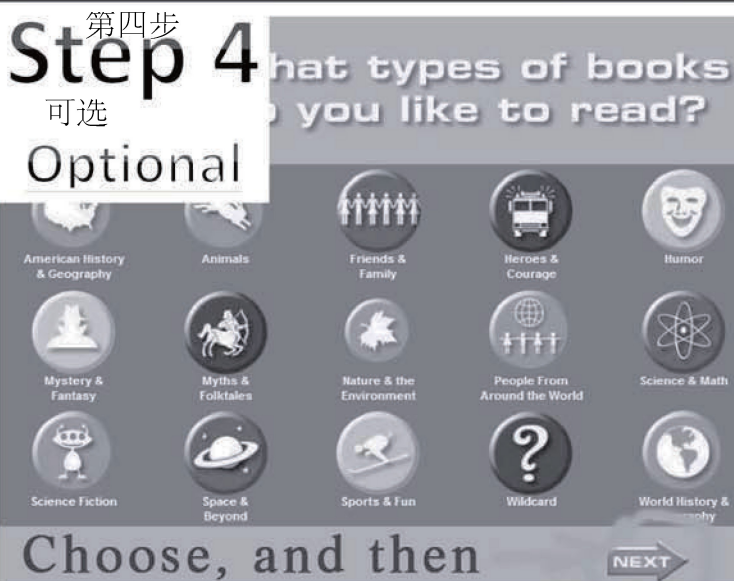 第四步
Step 4
可选
Optional
hat types of books
you like to read?
American History
& Geography
Animals
Friends &
Family
Heroes &
Courage
Humor
Mystery &
Fantasy
Myths &
Folktales
Nature & the
Environment
People From
Around the World
Science & Math
Science Fiction
Space &
Beyond
Sports & Fun
?
Wildcard
World History &
Choose, and then
NEXT